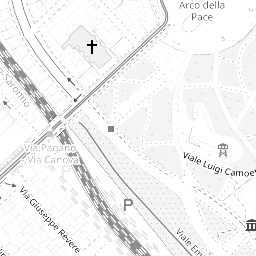 Arco della
Pace
Saronno
Via Pagano
Via Canova
Viale Luigi Camoe
Via Giuseppe Revere
P
Viale Em